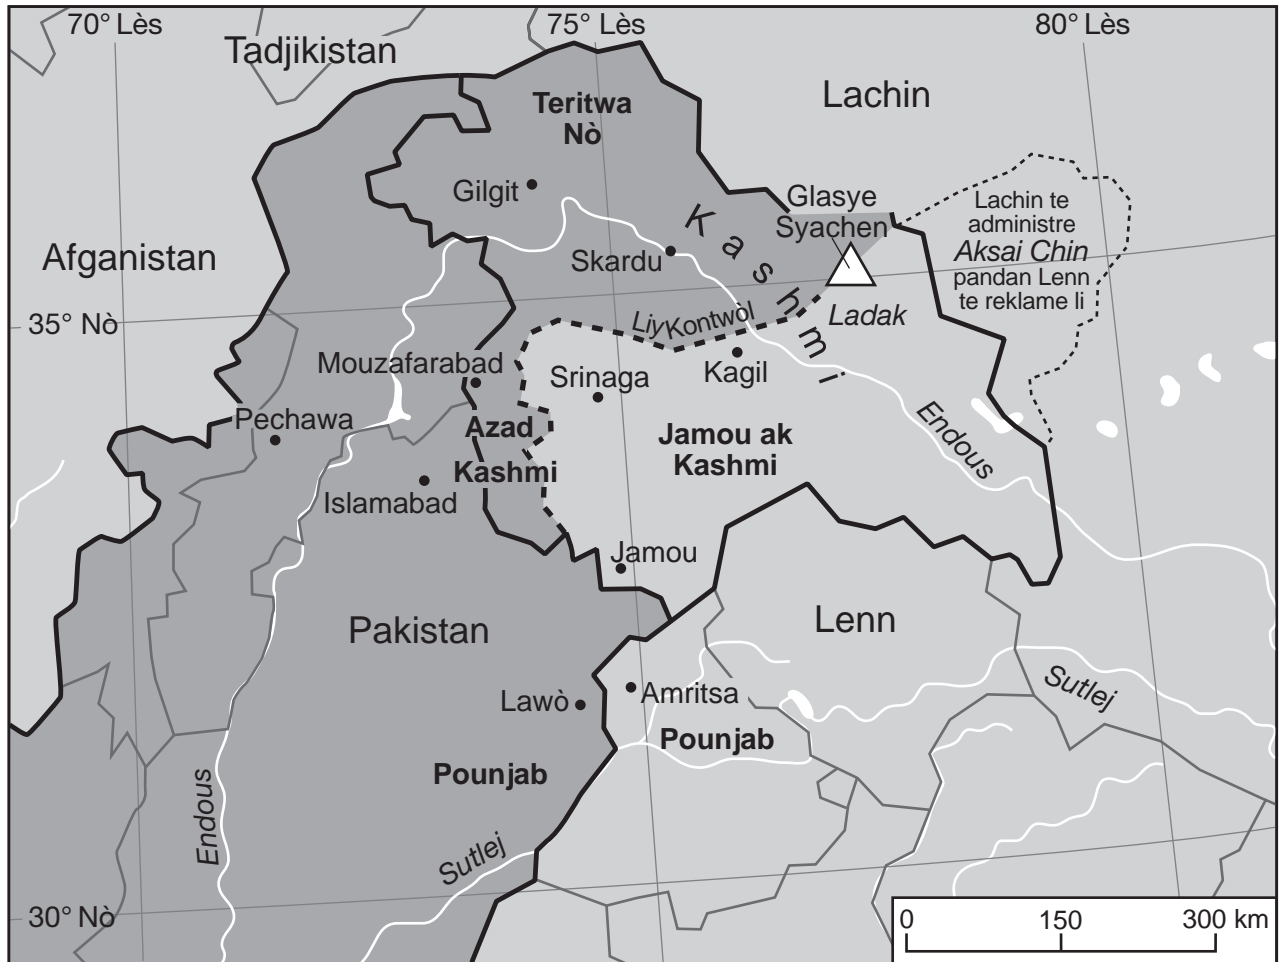 70° Lès
75° Lès
80° Lès
Tadjikistan
Lachin
Teritwa
Nò
Gilgit
Glasye
Syachen
Lachin te
administre
Aksai Chin
pandan Lenn
te reklame li
Kashmi
Afganistan
Skardu
35° Nò
Liy Kontwòl
Ladak
Mouzafarabad
Srinaga
Kagil
Pechawa
Azad
Kashmi
Jamou ak
Kashmi
Endous
Islamabad
Jamou
Pakistan
Lenn
Lawò
Amritsa
Sutlej
Pounjab
Pounjab
Endous
Sutlej
30° Nò
0 150 300 km